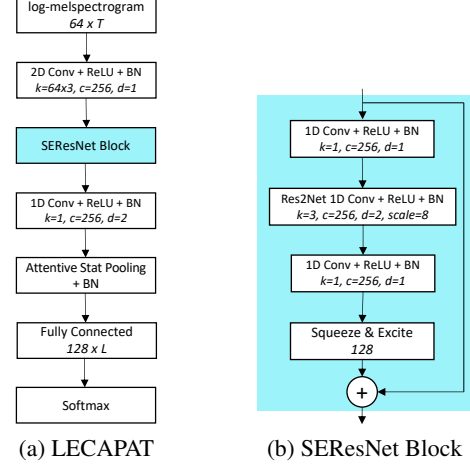 log-melspectrogram
64 x T
2D Conv + ReLU + BN
k=64x3, c=256, d=1
SEResNet Block
1D Conv + ReLU + BN
k=1, c=256, d=2
Attentive Stat Pooling
+ BN
Fully Connected
128 x L
Softmax
(a) LECAPAT
1D Conv + ReLU + BN
k=1, c=256, d=1
Res2Net 1D Conv + ReLU + BN
k=3, c=256, d=2, scale=8
1D Conv + ReLU + BN
k=1, c=256, d=1
Squeeze & Excite
128
+
(b) SEResNet Block